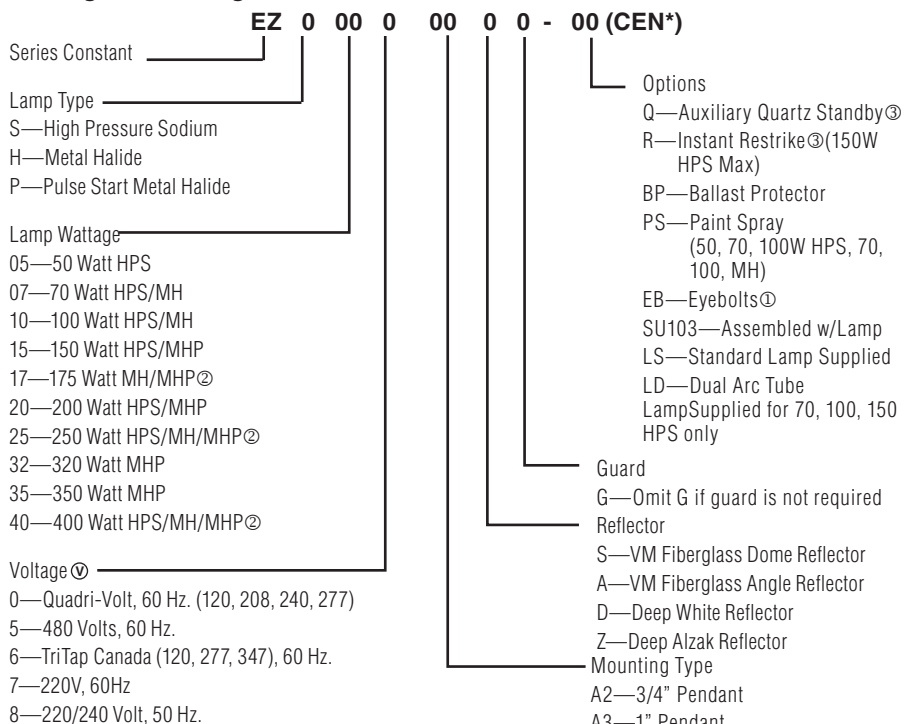 EZ 0 00 0 00 0 0 - 00 (CEN*)
Series Constant
Lamp Type
S—High Pressure Sodium
H—Metal Halide
P—Pulse Start Metal Halide
Lamp Wattage
05—50 Watt HPS
07—70 Watt HPS/MH
10—100 Watt HPS/MH
15—150 Watt HPS/MHP
17—175 Watt MH/MHP②
20—200 Watt HPS/MHP
25—250 Watt HPS/MH/MHP②
32—320 Watt MHP
35—350 Watt MHP
40—400 Watt HPS/MH/MHP②
Voltage Ⓥ
0—Quadri-Volt, 60 Hz. (120, 208, 240, 277)
5—480 Volts, 60 Hz.
6—TriTap Canada (120, 277, 347), 60 Hz.
7—220V, 60Hz
8—220/240 Volt, 50 Hz.
Options
Q—Auxiliary Quartz Standby③
R—Instant Restrike③(150W
HPS Max)
BP—Ballast Protector
PS—Paint Spray
(50, 70, 100W HPS, 70,
100, MH)
EB—Eyebolts①
SU103—Assembled w/Lamp
LS—Standard Lamp Supplied
LD—Dual Arc Tube
LampSupplied for 70, 100, 150
HPS only
Guard
G—Omit G if guard is not required
Reflector
S—VM Fiberglass Dome Reflector
A—VM Fiberglass Angle Reflector
D—Deep White Reflector
Z—Deep Alzak Reflector
Mounting Type
A2—3/4” Pendant
A3—1” Pendant